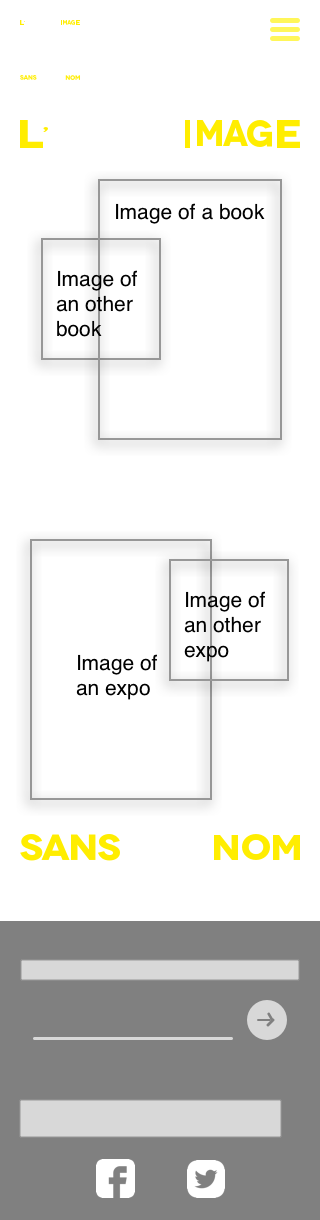 L' IMAGE
SANS NOM
L' IMAGE
Image of a book
Image of
an other
book
Image of
an other
expo
Image of
an expo
SANS NOM